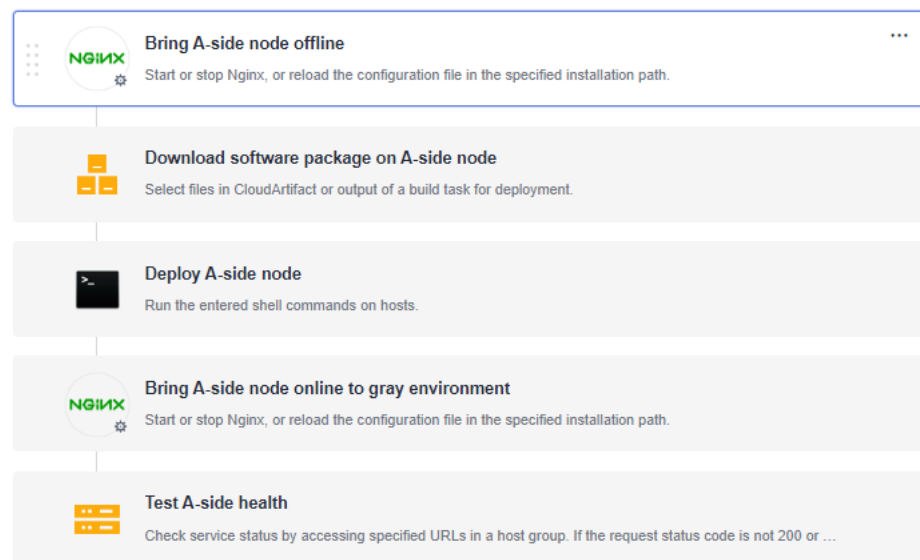 NGINX
Bring A-side node offline
...
Start or stop Nginx, or reload the configuration file in the specified installation path.
Download software package on A-side node
Select files in CloudArtifact or output of a build task for deployment.
>_
Deploy A-side node
Run the entered shell commands on hosts.
NGINX
Bring A-side node online to gray environment
Start or stop Nginx, or reload the configuration file in the specified installation path.
Test A-side health
Check service status by accessing specified URLs in a host group. If the request status code is not 200 or ...